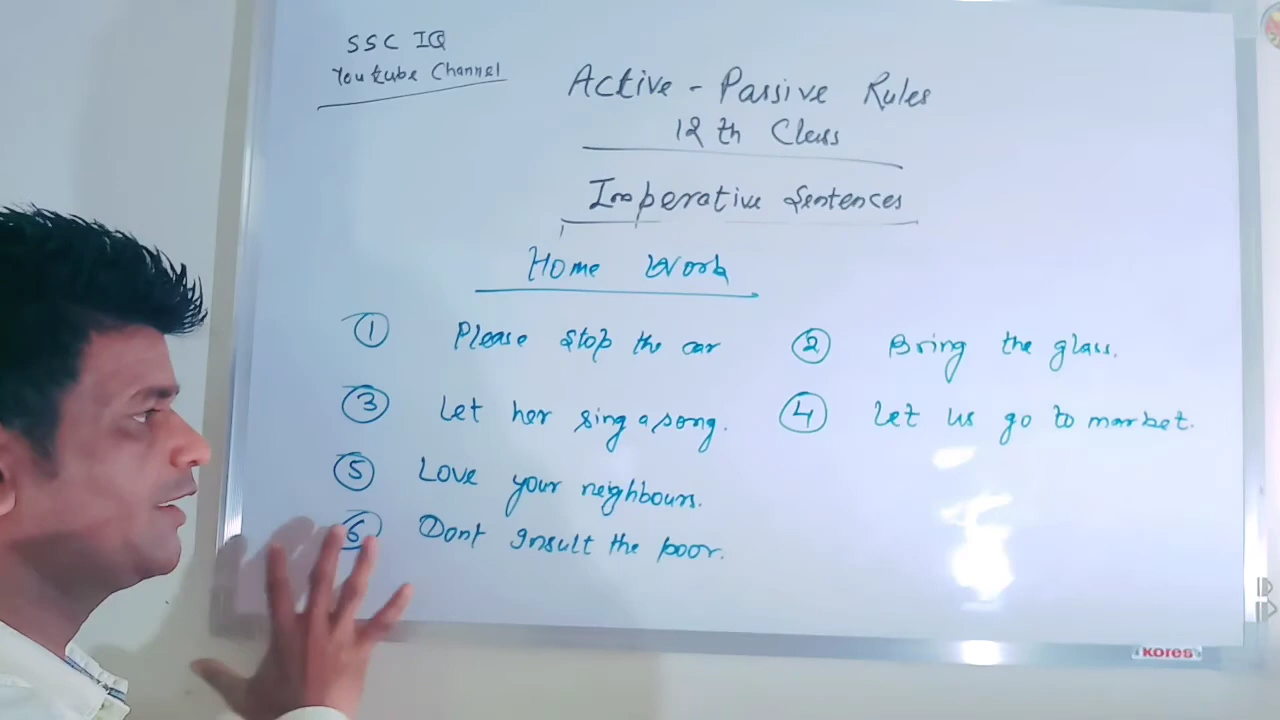 SSC IQ
Youtube Channel
Active - Passive Rules
12 th Class
Imperative Sentences
Home Work
① Please Stop the car ② Bring the glass.
③ Let her sing a song. ④ Let us go to market.
⑤ Love your neighbours.
⑥ Dont insult the poor.
kores